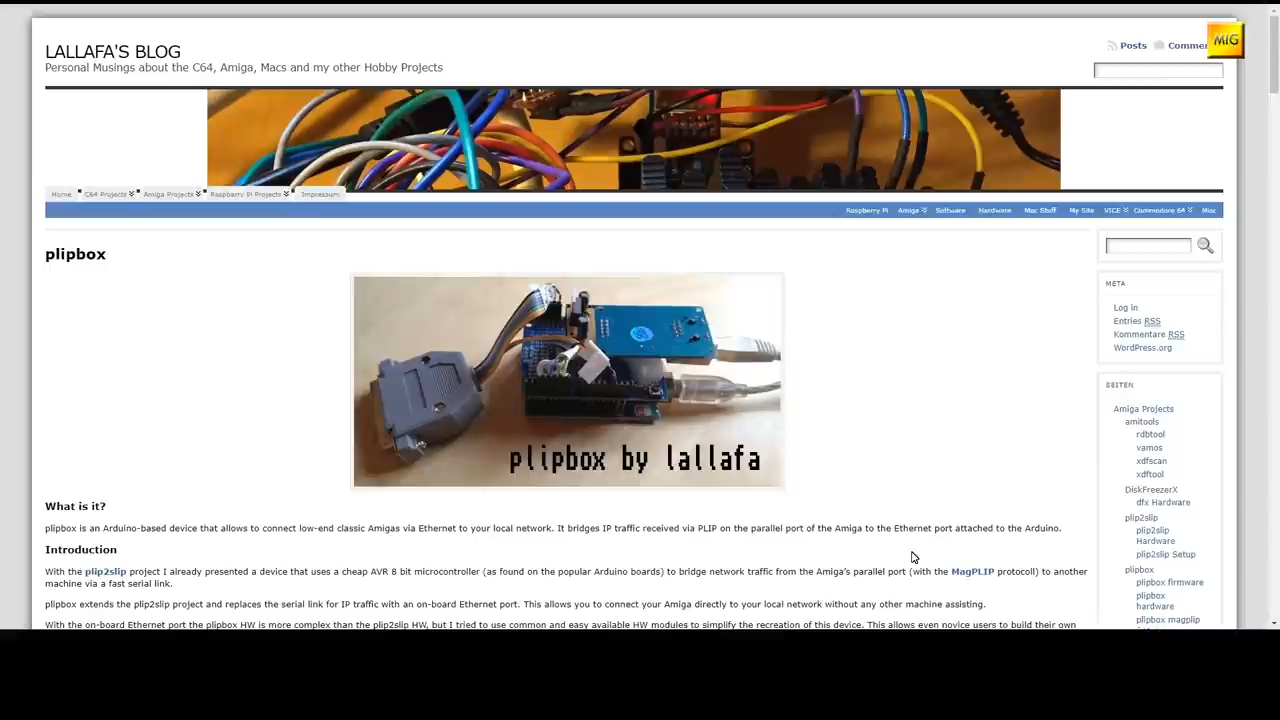 LALLAFA'S BLOG
Personal Musings about the C64, Amiga, Macs and my other Hobby Projects
Posts
Comme
MIG
Home
C64 Projects
Amiga Projects
Raspberry Pi Projects
Impressum
Raspberry Pi
Amiga
Software
Hardware
Mac Stuff
My Site
VICE
Commodore 64
Misc
plipbox
plipbox by lallafa
What is it?
plipbox is an Arduino-based device that allows to connect low-end classic Amigas via Ethernet to your local network. It bridges IP traffic received via PLIP on the parallel port of the Amiga to the Ethernet port attached to the Arduino.
Introduction
With the plip2slip project I already presented a device that uses a cheap AVR 8 bit microcontroller (as found on the popular Arduino boards) to bridge network traffic from the Amiga's parallel port (with the MagPLIP protocoll) to another
machine via a fast serial link.
plipbox extends the plip2slip project and replaces the serial link for IP traffic with an on-board Ethernet port. This allows you to connect your Amiga directly to your local network without any other machine assisting.
With the on-board Ethernet port the plipbox HW is more complex than the plip2slip HW, but I tried to use common and easy available HW modules to simplify the recreation of this device. This allows even novice users to build their own
META
Log in
Entries RSS
Kommentare RSS
WordPress.org
SEITEN
Amiga Projects
amitools
rdbtool
vamos
xdfscan
xdftool
DiskFreezerX
dfx Hardware
plip2slip
plip2slip
Hardware
plip2slip Setup
plipbox
plipbox firmware
plipbox
hardware
plipbox magplip